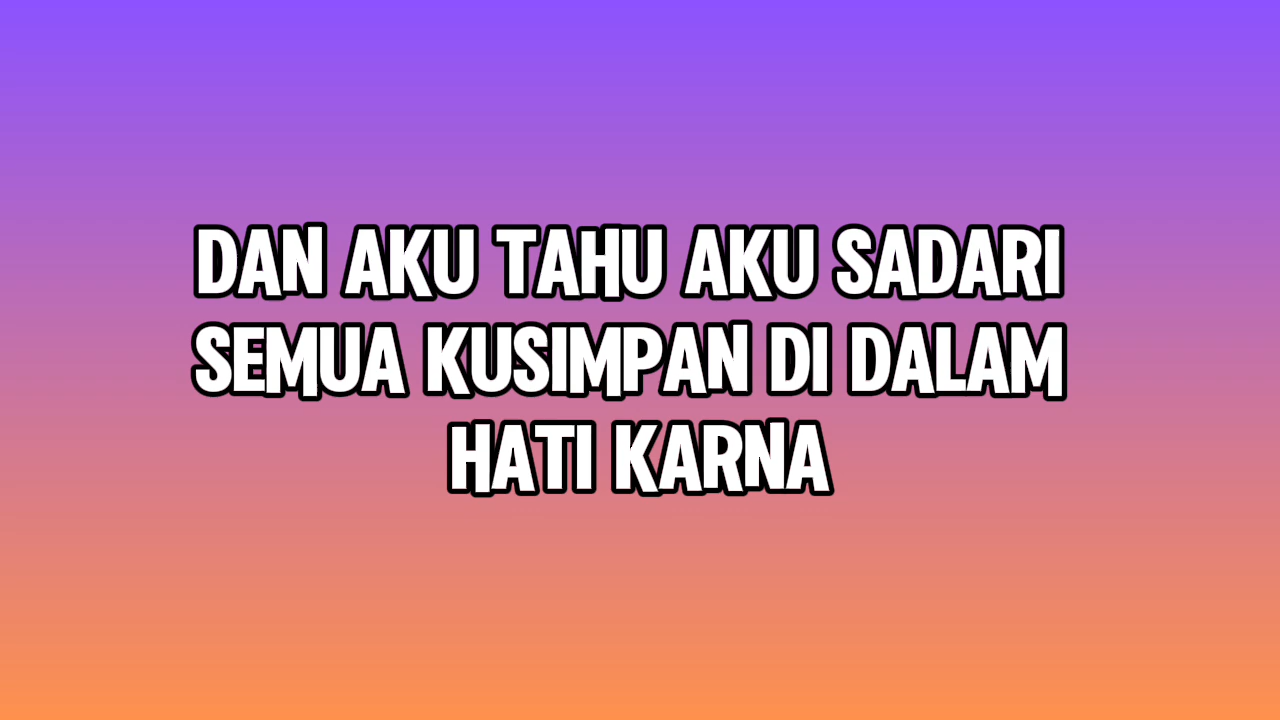 DAN AKU TAHU AKU SADARI
SEMUA KUSIMPAN DI DALAM
HATI KARNA